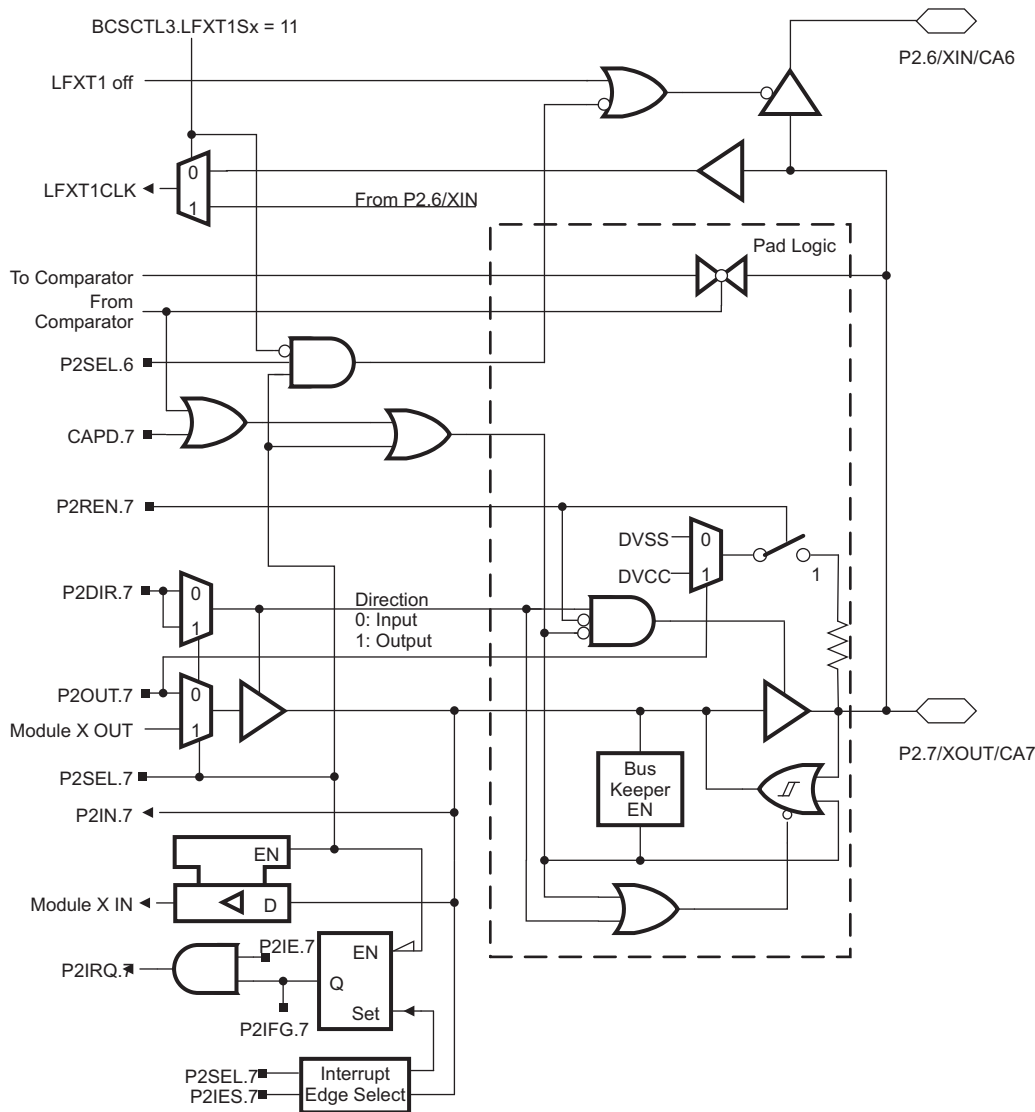 BCSCTL3.LFXT1Sx = 11
P2.6/XIN/CA6
LFXT1 off
0
LFXT1CLK
1
From P2.6/XIN
Pad Logic
To Comparator
From
Comparator
P2SEL.6
CAPD.7
P2REN.7
DVSS
0
DVCC
1
1
P2DIR.7
0
1
Direction
0: Input
1: Output
P2OUT.7
0
Module X OUT
1
P2.7/XOUT/CA7
P2SEL.7
Bus
Keeper
EN
P2IN.7
EN
Module X IN
D
P2IE.7
EN
P2IRQ.7
Q
Set
P2IFG.7
P2SEL.7
P2IES.7
Interrupt
Edge Select